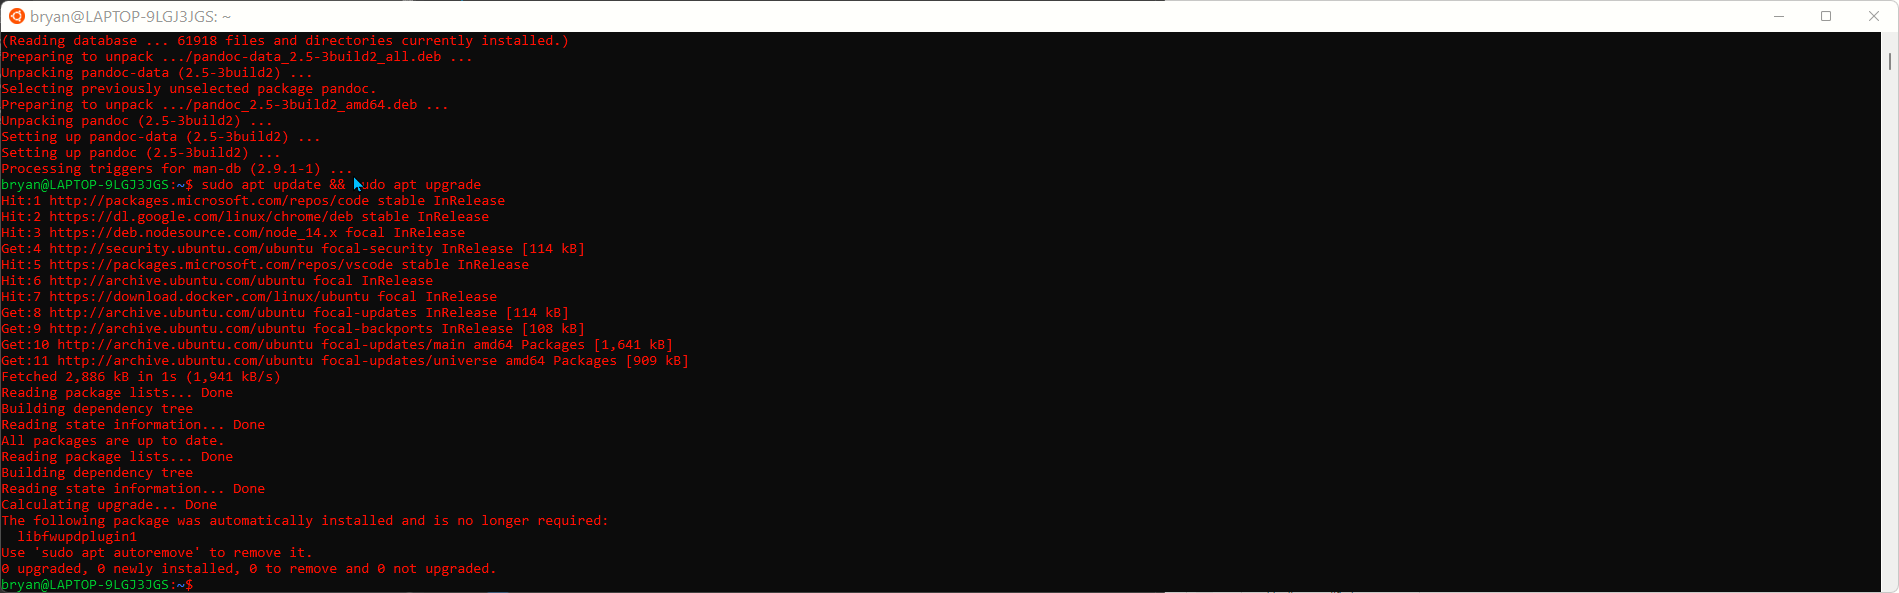 bryan@LAPTOP-9LGJ3JGS: ~
(Reading database ... 61918 files and directories currently installed.)
Preparing to unpack .../pandoc-data_2.5-3build2_all.deb ...
Unpacking pandoc-data (2.5-3build2) ...
Selecting previously unselected package pandoc.
Preparing to unpack .../pandoc_2.5-3build2_amd64.deb ...
Unpacking pandoc (2.5-3build2) ...
Setting up pandoc-data (2.5-3build2) ...
Setting up pandoc (2.5-3build2) ...
Processing triggers for man-db (2.9.1-1) ...
bryan@LAPTOP-9LGJ3JGS:~$ sudo apt update && sudo apt upgrade
Hit:1 http://packages.microsoft.com/repos/code stable InRelease
Hit:2 https://dl.google.com/linux/chrome/deb stable InRelease
Hit:3 https://deb.nodesource.com/node_14.x focal InRelease
Get:4 http://security.ubuntu.com/ubuntu focal-security InRelease [114 kB]
Hit:5 https://packages.microsoft.com/repos/vscode stable InRelease
Hit:6 http://archive.ubuntu.com/ubuntu focal InRelease
Hit:7 https://download.docker.com/linux/ubuntu focal InRelease
Get:8 http://archive.ubuntu.com/ubuntu focal-updates InRelease [114 kB]
Get:9 http://archive.ubuntu.com/ubuntu focal-backports InRelease [108 kB]
Get:10 http://archive.ubuntu.com/ubuntu focal-updates/main amd64 Packages [1,641 kB]
Get:11 http://archive.ubuntu.com/ubuntu focal-updates/universe amd64 Packages [909 kB]
Fetched 2,886 kB in 1s (1,941 kB/s)
Reading package lists... Done
Building dependency tree
Reading state information... Done
All packages are up to date.
Reading package lists... Done
Building dependency tree
Reading state information... Done
Calculating upgrade... Done
The following package was automatically installed and is no longer required:
  libfwupdplugin1
Use 'sudo apt autoremove' to remove it.
0 upgraded, 0 newly installed, 0 to remove and 0 not upgraded.
bryan@LAPTOP-9LGJ3JGS:~$